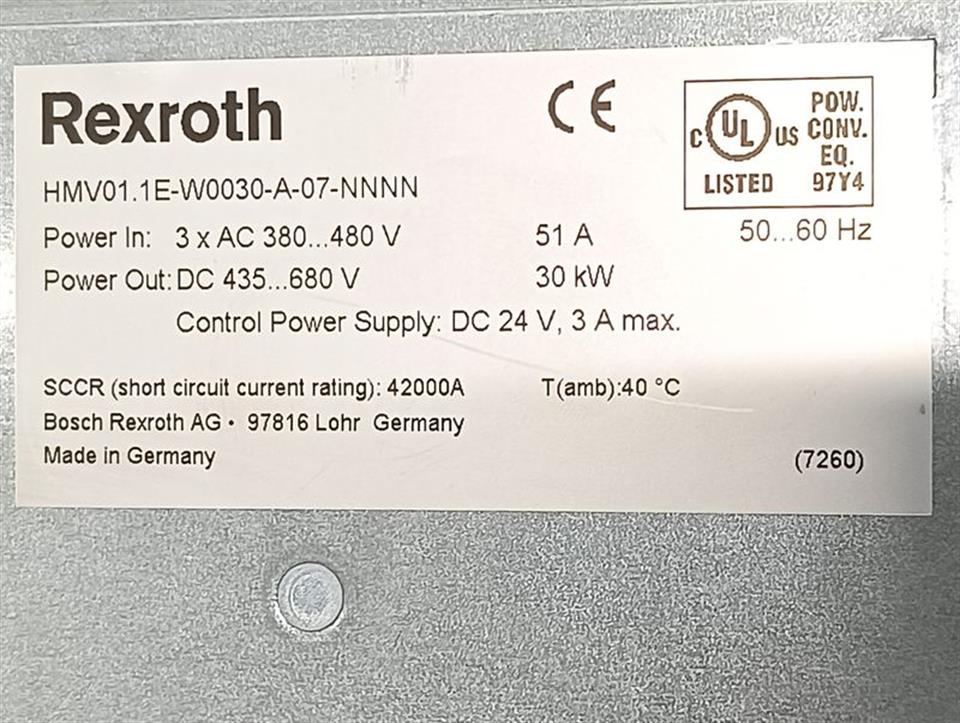 Rexroth
CE
C UL US
LISTED
POW.
CONV.
EQ.
97Y4
HMV01.1E-W0030-A-07-NNNN
Power In: 3 x AC 380...480 V 51 A 50...60 Hz
Power Out: DC 435...680 V 30 kW
Control Power Supply: DC 24 V, 3 A max.
SCCR (short circuit current rating): 42000A T(amb):40 °C
Bosch Rexroth AG • 97816 Lohr Germany
Made in Germany (7260)